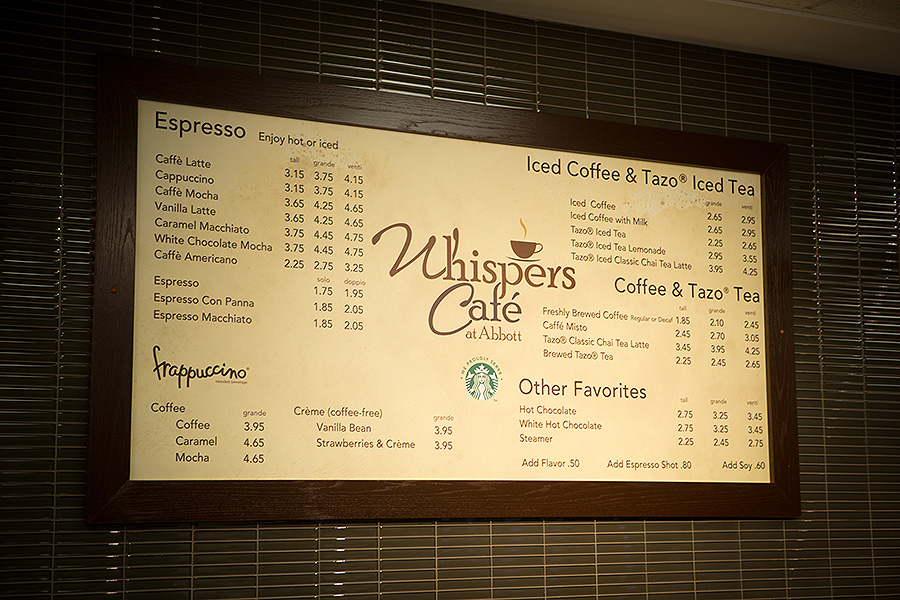 Espresso Enjoy hot or iced
tall grande venti
Caffè Latte 3.15 3.75 4.15
Cappuccino 3.15 3.75 4.15
Caffè Mocha 3.65 4.25 4.65
Vanilla Latte 3.65 4.25 4.65
Caramel Macchiato 3.75 4.45 4.75
White Chocolate Mocha 3.75 4.45 4.75
Caffè Americano 2.25 2.75 3.25
solo doppio
Espresso 1.75 1.95
Espresso Con Panna 1.85 2.05
Espresso Macchiato 1.85 2.05
frappuccino®
blended beverage
Coffee grande
Coffee 3.95
Caramel 4.65
Mocha 4.65
Crème (coffee-free) grande
Vanilla Bean 3.95
Strawberries & Crème 3.95
Whispers
Café
at Abbott
WE PROUDLY SERVE
Iced Coffee & Tazo® Iced Tea
grande venti
Iced Coffee 2.65 2.95
Iced Coffee with Milk 2.65 2.95
Tazo® Iced Tea 2.25 2.65
Tazo® Iced Tea Lemonade 2.95 3.55
Tazo® Iced Classic Chai Tea Latte 3.95 4.25
Coffee & Tazo® Tea
tall grande venti
Freshly Brewed Coffee Regular or Decaf 1.85 2.10 2.45
Caffé Misto 2.45 2.70 3.05
Tazo® Classic Chai Tea Latte 3.45 3.95 4.25
Brewed Tazo® Tea 2.25 2.45 2.65
Other Favorites
tall grande venti
Hot Chocolate 2.75 3.25 3.45
White Hot Chocolate 2.75 3.25 3.45
Steamer 2.25 2.45 2.75
Add Flavor .50 Add Espresso Shot .80 Add Soy .60